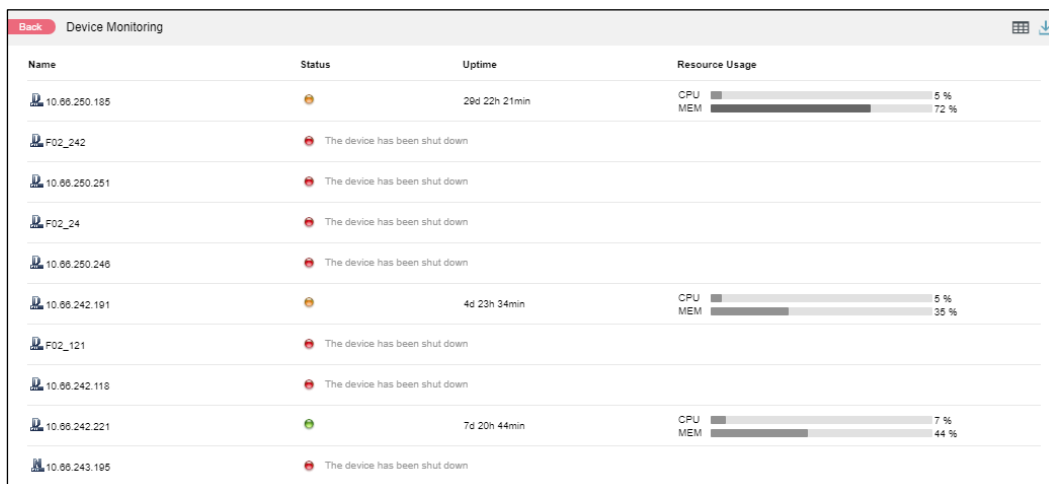 Back Device Monitoring
Name Status Uptime Resource Usage
10.66.250.185 29d 22h 21min CPU 5 %
MEM 72 %
F02_242 The device has been shut down
10.66.250.251 The device has been shut down
F02_24 The device has been shut down
10.66.250.246 The device has been shut down
10.66.242.191 4d 23h 34min CPU 5 %
MEM 35 %
F02_121 The device has been shut down
10.66.242.118 The device has been shut down
10.66.242.221 7d 20h 44min CPU 7 %
MEM 44 %
10.66.243.195 The device has been shut down